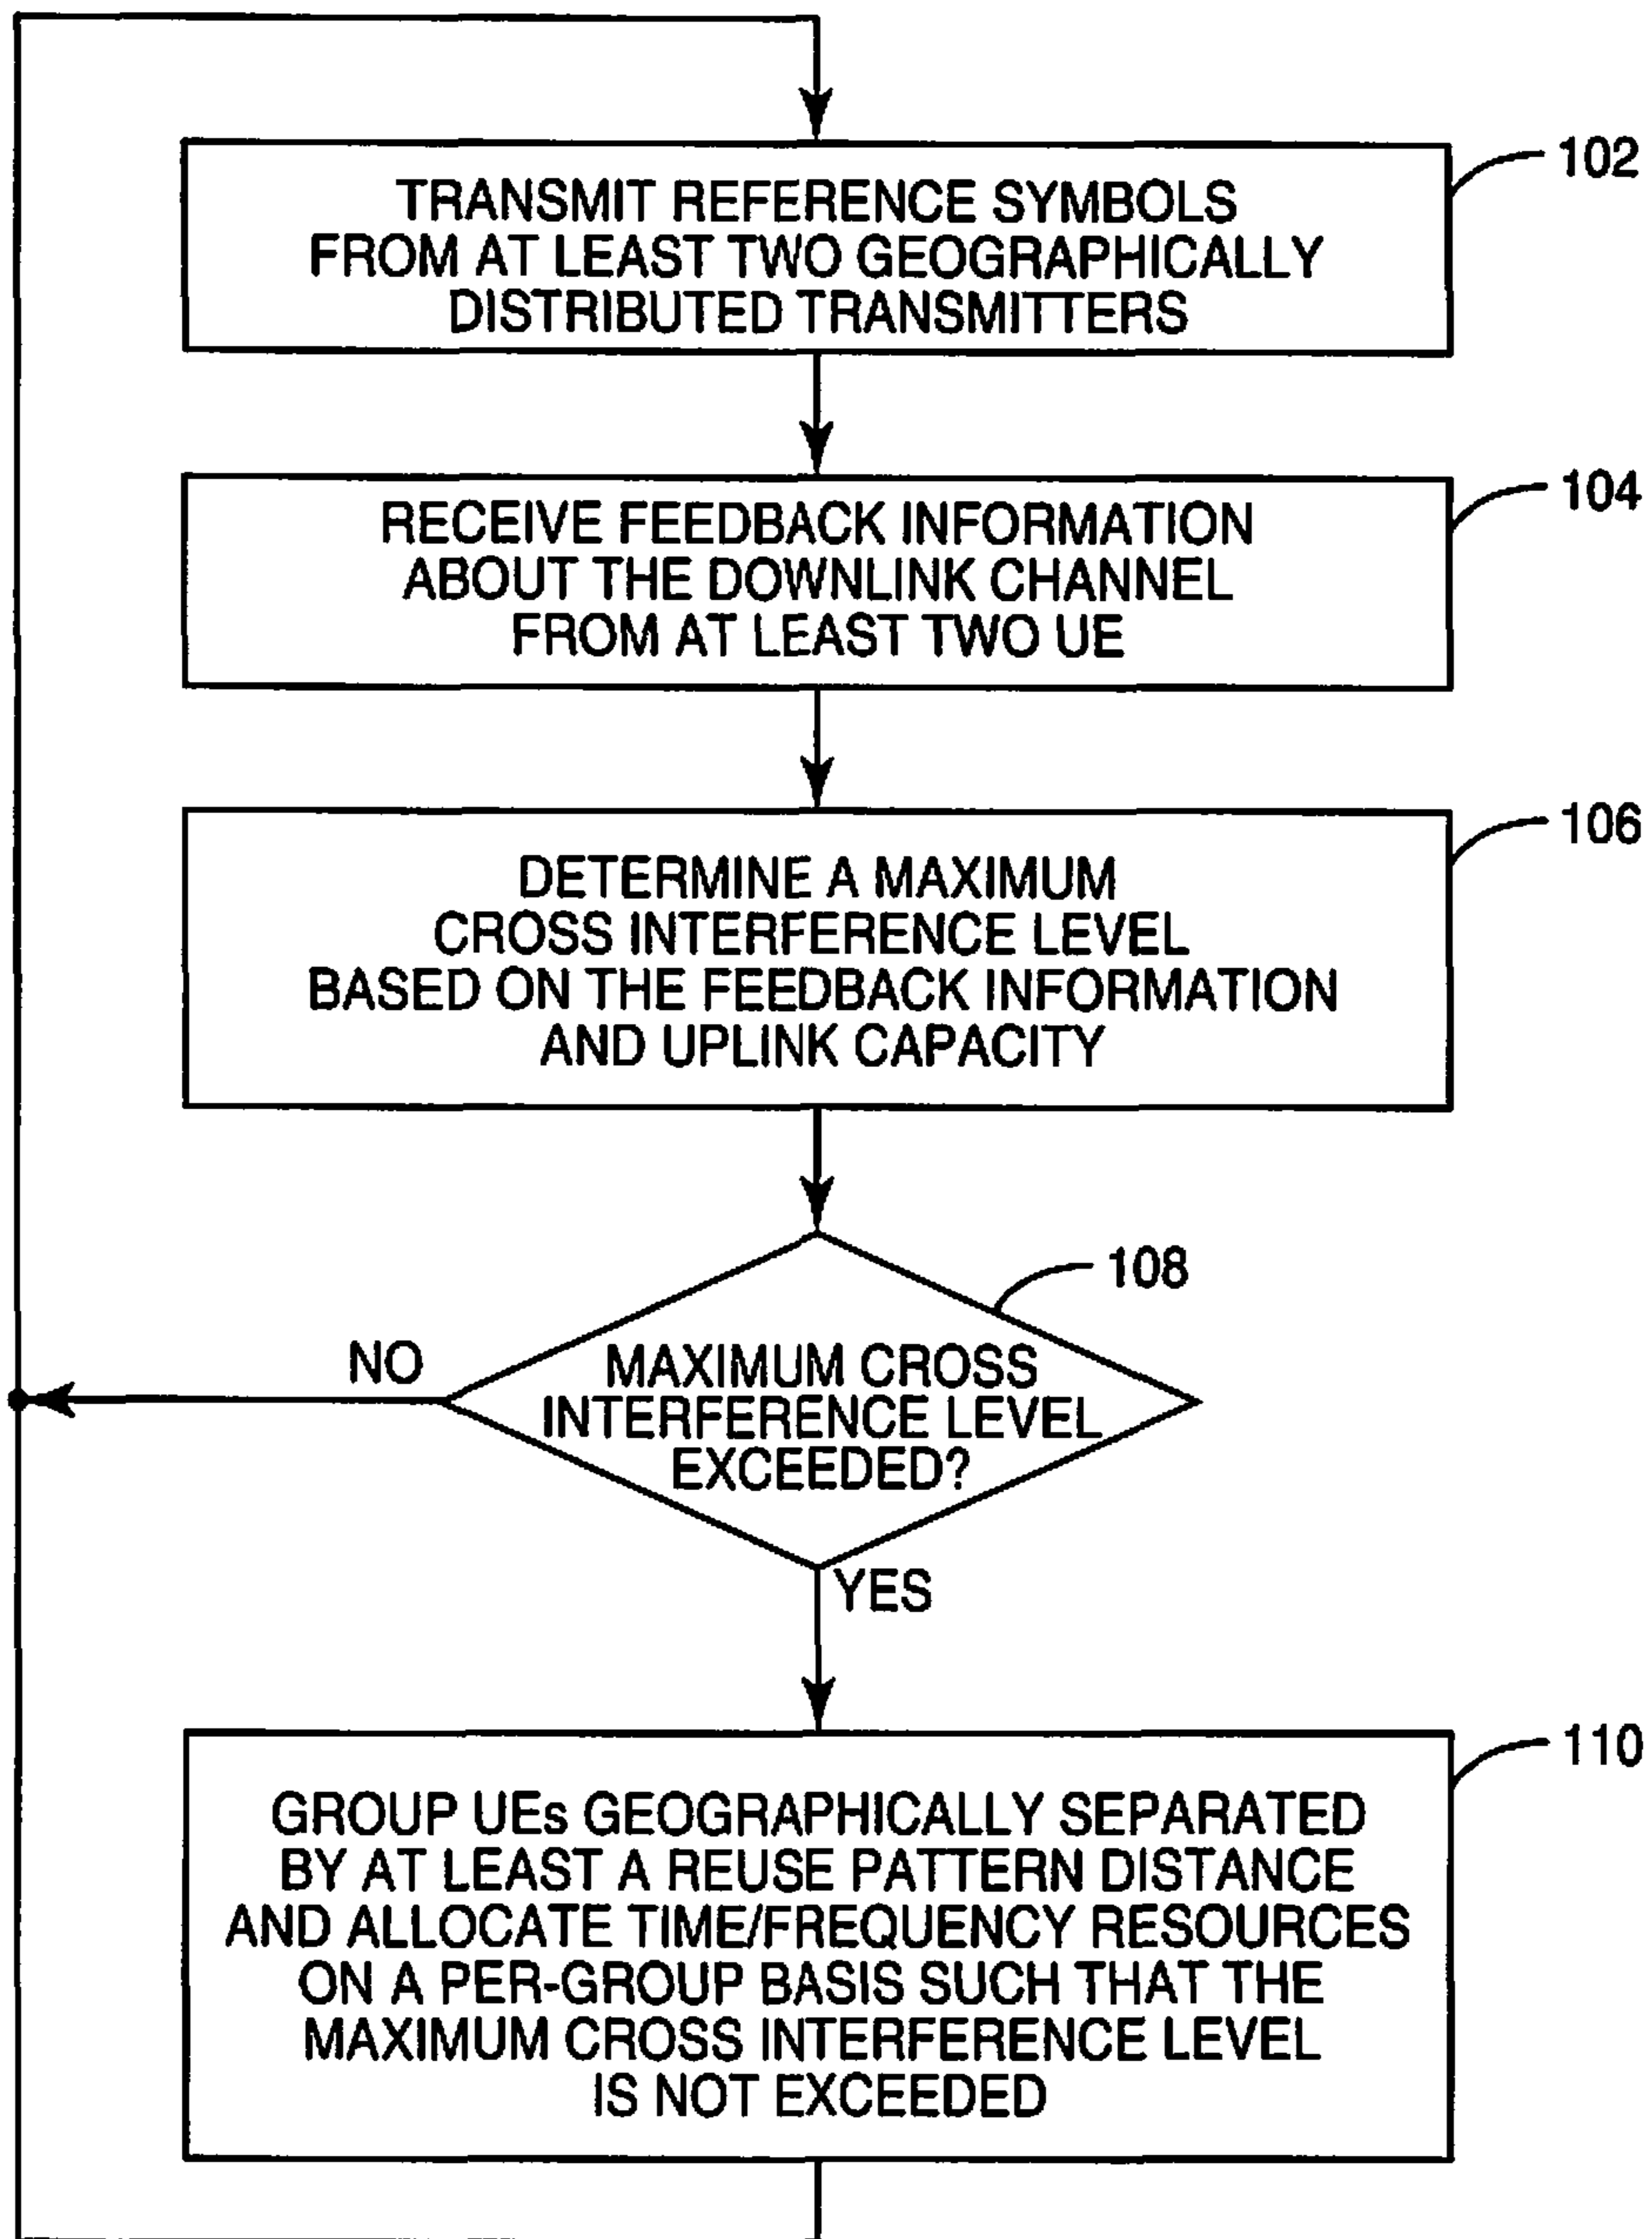 102
TRANSMIT REFERENCE SYMBOLS
FROM AT LEAST TWO GEOGRAPHICALLY
DISTRIBUTED TRANSMITTERS
104
RECEIVE FEEDBACK INFORMATION
ABOUT THE DOWNLINK CHANNEL
FROM AT LEAST TWO UE
106
DETERMINE A MAXIMUM
CROSS INTERFERENCE LEVEL
BASED ON THE FEEDBACK INFORMATION
AND UPLINK CAPACITY
108
NO
MAXIMUM CROSS
INTERFERENCE LEVEL
EXCEEDED?
YES
110
GROUP UEs GEOGRAPHICALLY SEPARATED
BY AT LEAST A REUSE PATTERN DISTANCE
AND ALLOCATE TIME/FREQUENCY RESOURCES
ON A PER-GROUP BASIS SUCH THAT THE
MAXIMUM CROSS INTERFERENCE LEVEL
IS NOT EXCEEDED